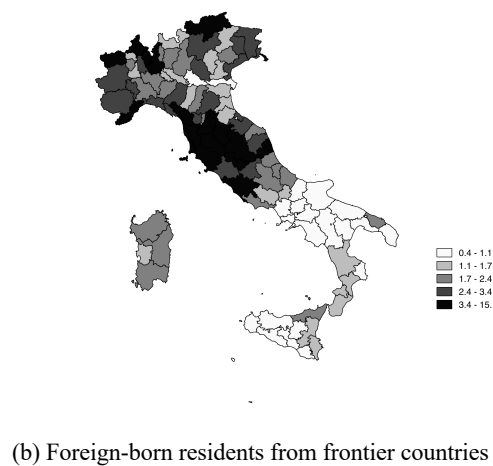 0.4 - 1.1
1.1 - 1.7
1.7 - 2.4
2.4 - 3.4
3.4 - 15.
(b) Foreign-born residents from frontier countries